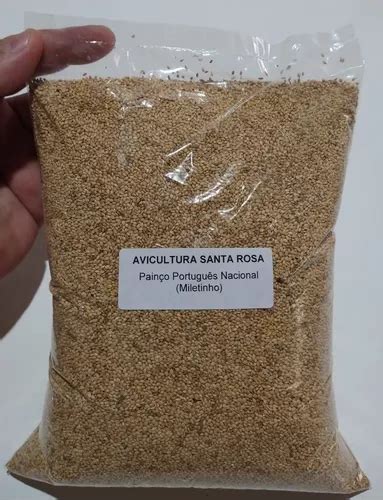 AVICULTURA SANTA ROSA
Painço Português Nacional
(Miletinho)